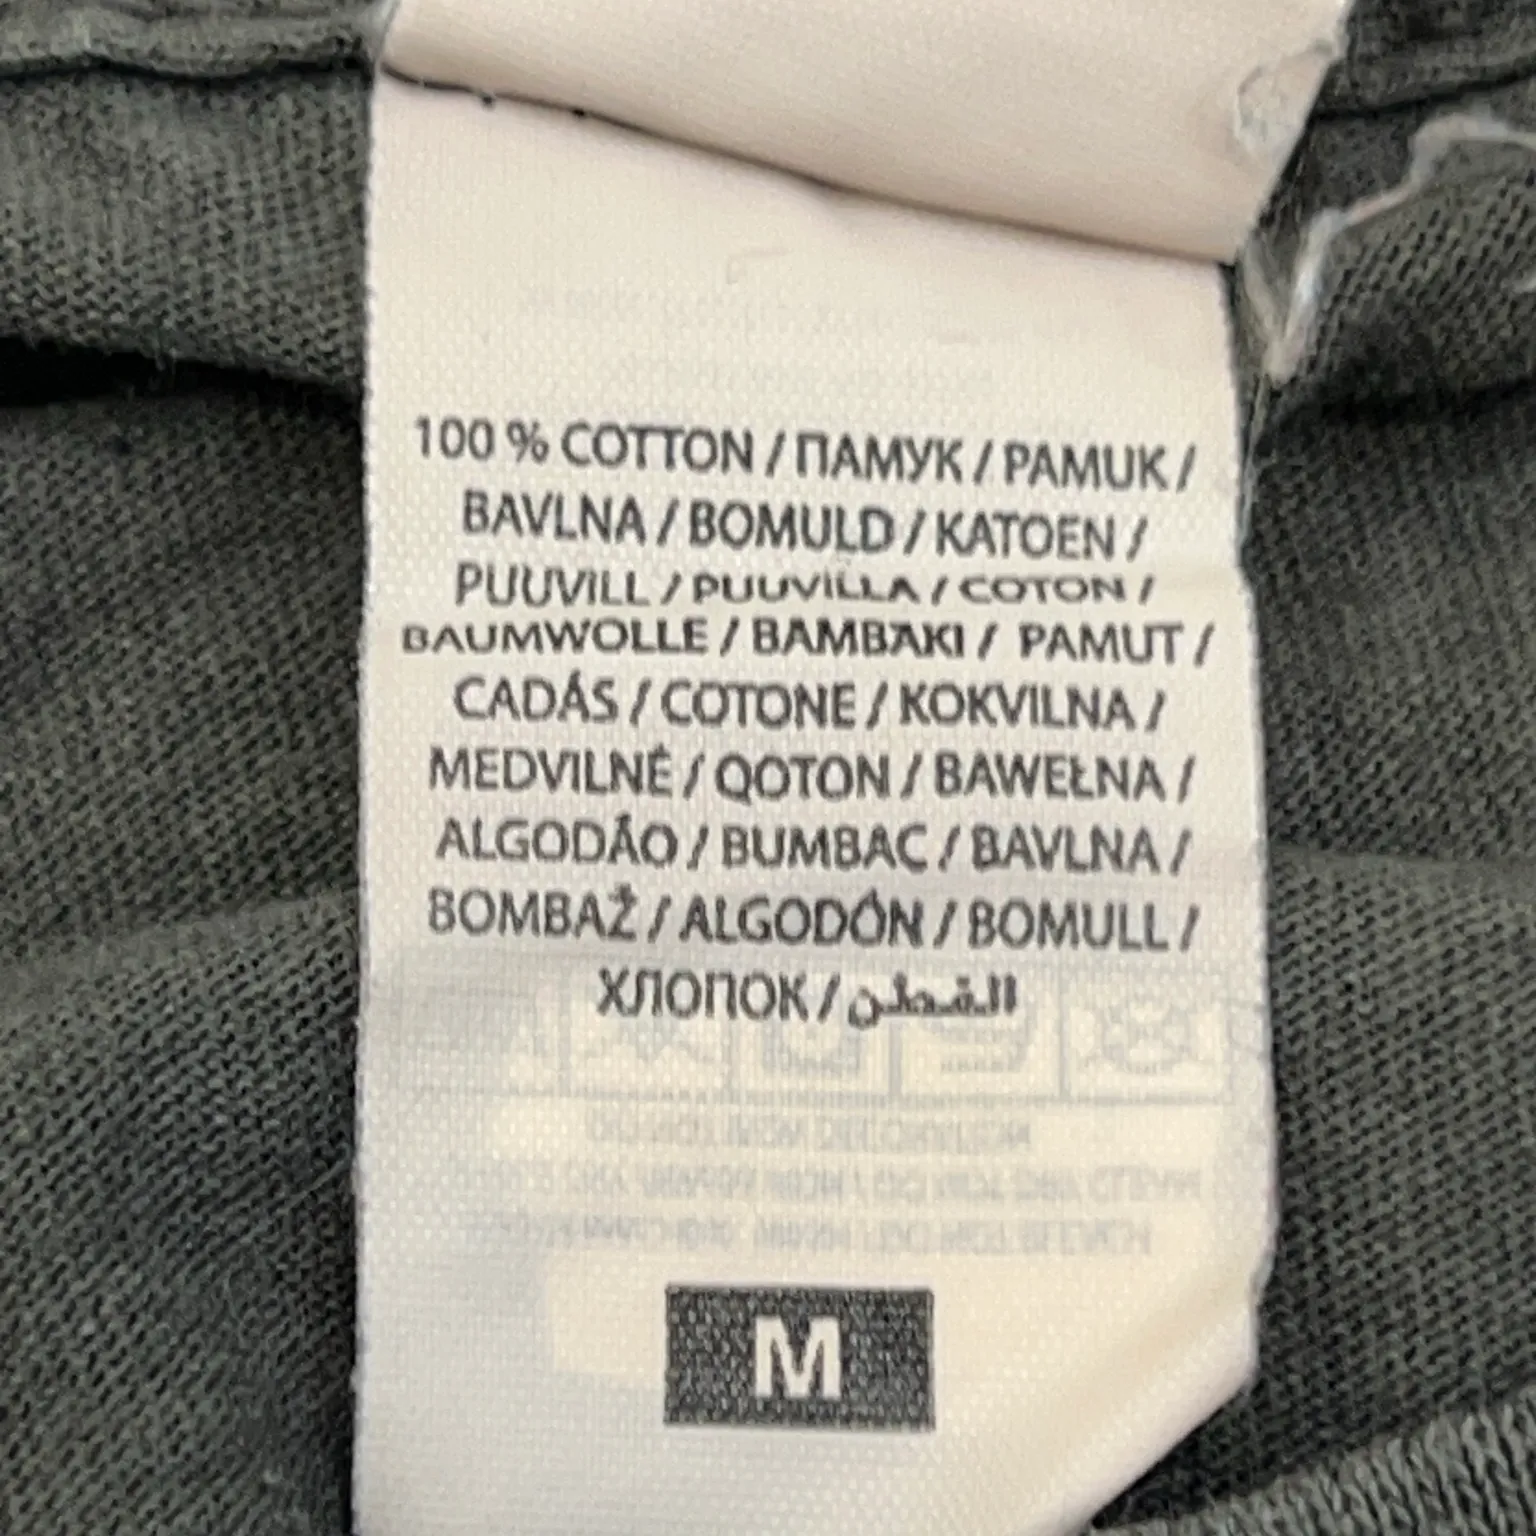 100 % COTTON / ПАМУК / PAMUK /
BAVLNA / BOMULD / KATOEN /
PUUVILL / PUUVILLA / COTON /
BAUMWOLLE / BAMBAKI / PAMUT /
CADÁS / COTONE / KOKVILNA /
MEDVILNĖ / QOTON / BAWEŁNA /
ALGODÃO / BUMBAC / BAVLNA /
BOMBAŽ / ALGODÓN / BOMULL /
ХЛОПОК / القطن
M